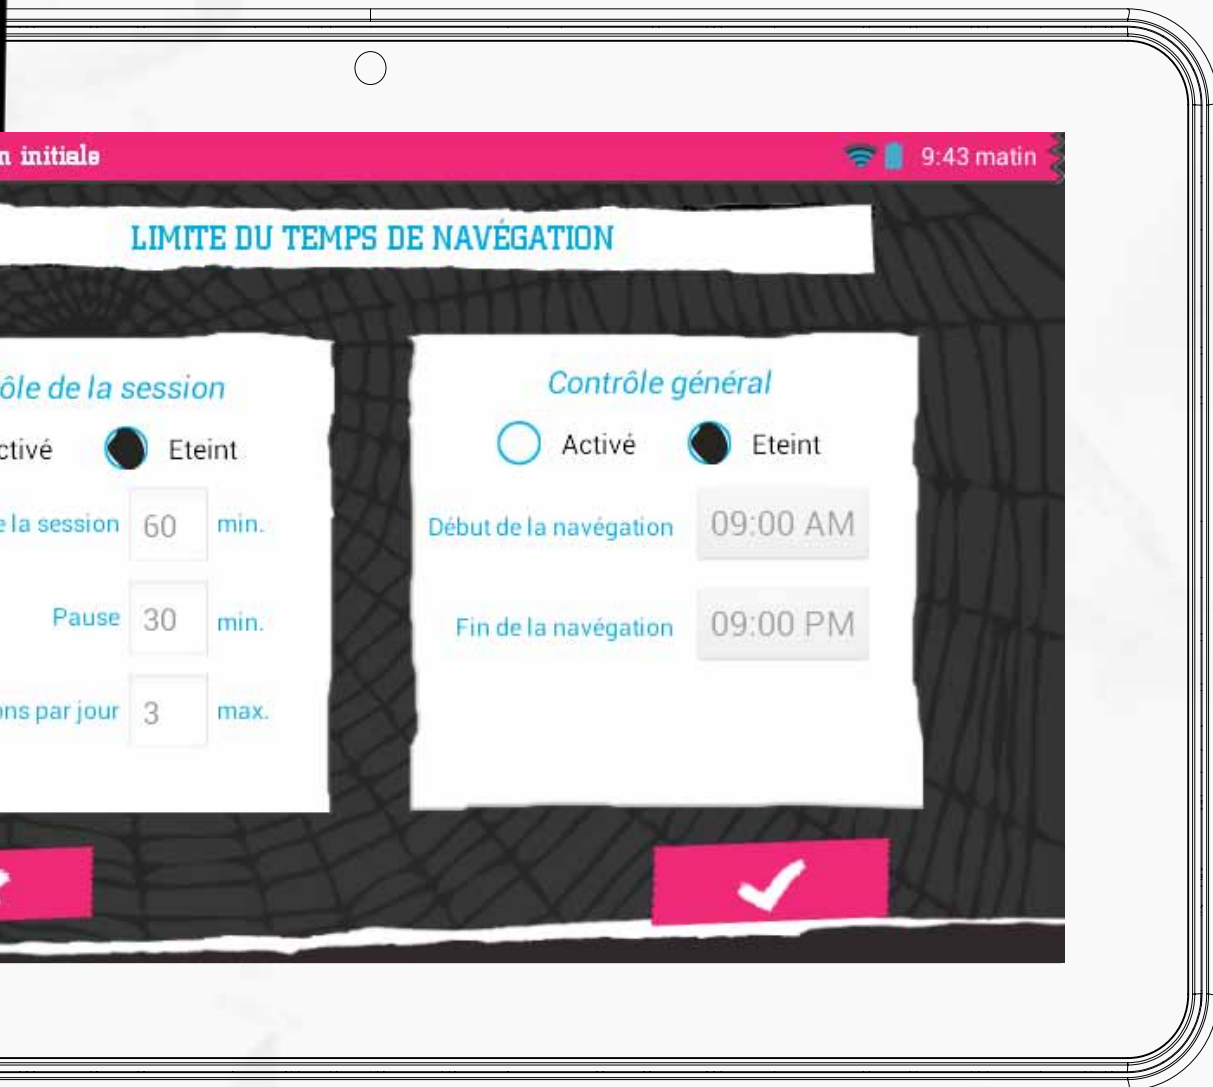 n initiale
9:43 matin
LIMITE DU TEMPS DE NAVÉGATION
ôle de la session
ctivé
Eteint
e la session 60 min.
Pause 30 min.
ons par jour 3 max.
Contrôle général
Activé
Eteint
Début de la navégation 09:00 AM
Fin de la navégation 09:00 PM